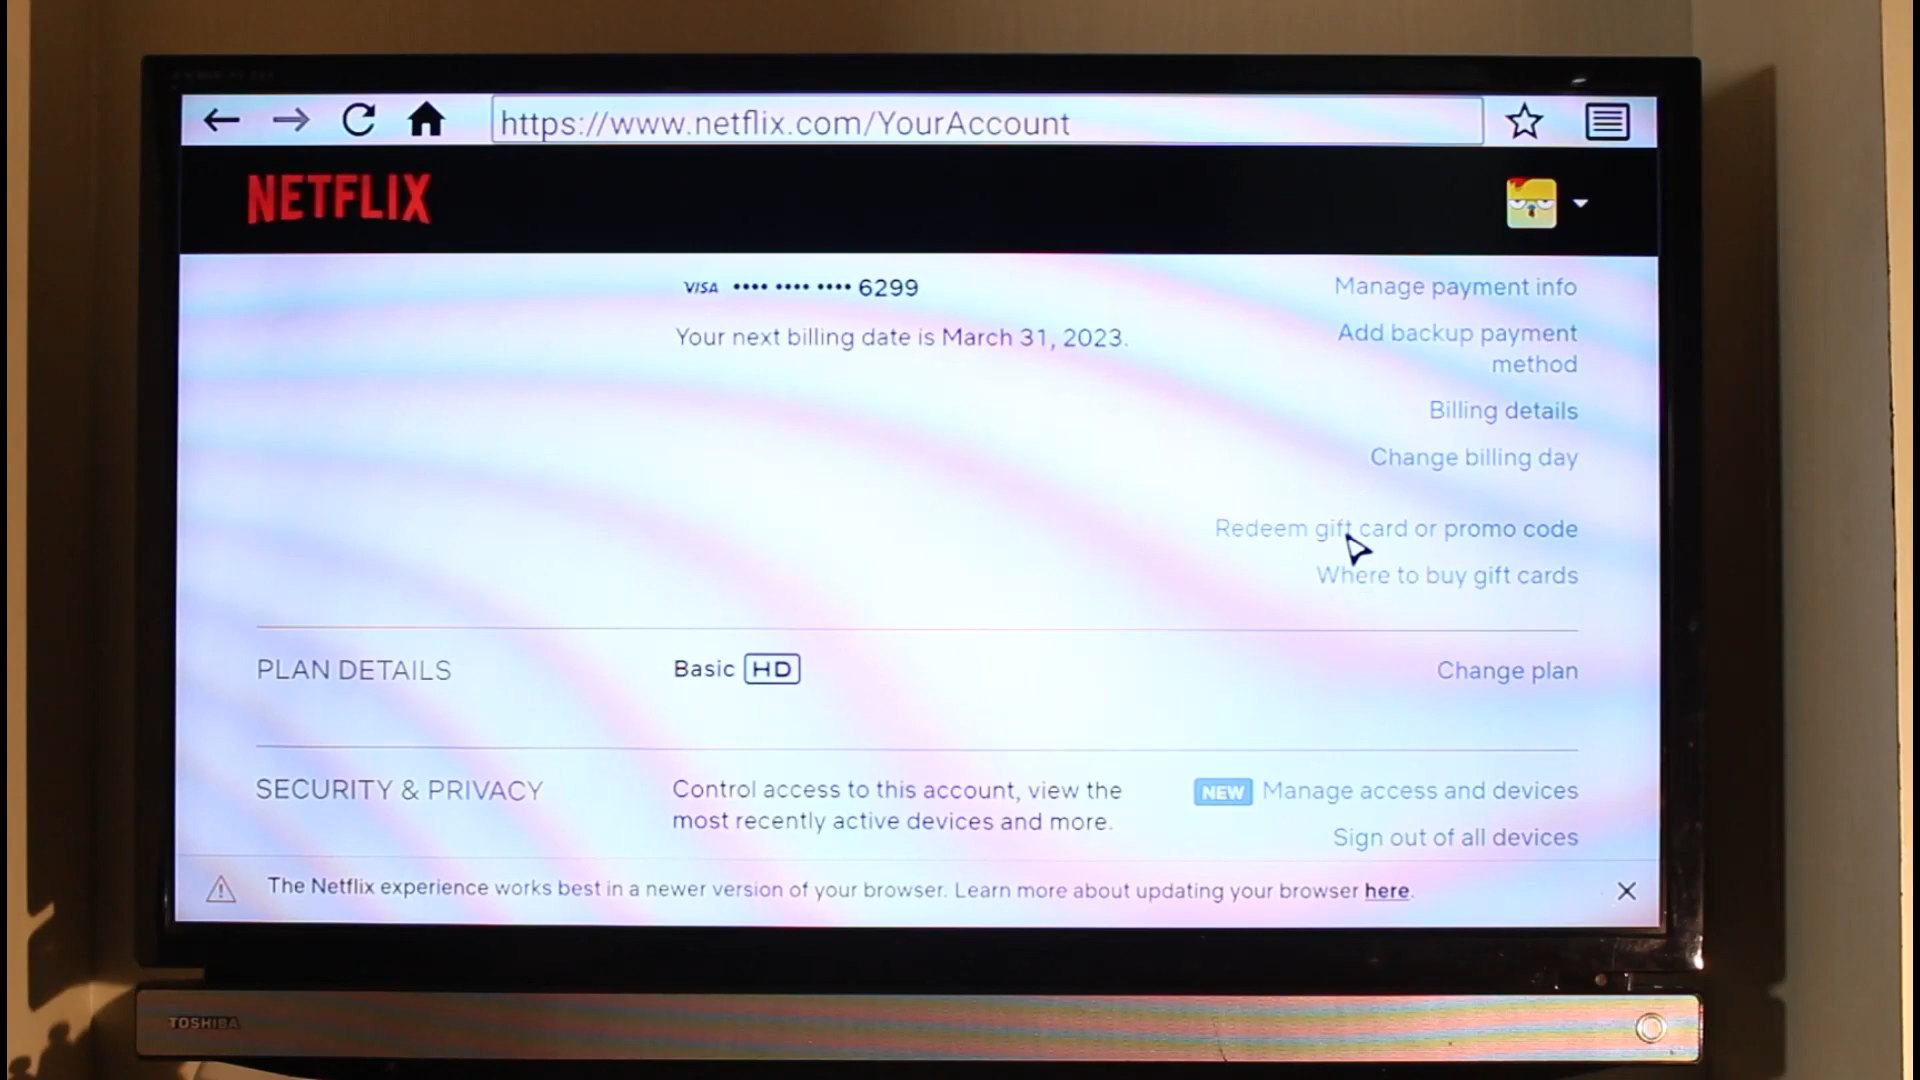 https://www.netflix.com/YourAccount
NETFLIX
VISA •••• •••• •••• 6299
Manage payment info
Your next billing date is March 31, 2023.
Add backup payment
method
Billing details
Change billing day
Redeem gift card or promo code
Where to buy gift cards
PLAN DETAILS
Basic HD
Change plan
SECURITY & PRIVACY
Control access to this account, view the
most recently active devices and more.
NEW Manage access and devices
Sign out of all devices
The Netflix experience works best in a newer version of your browser. Learn more about updating your browser here.
TOSHIBA